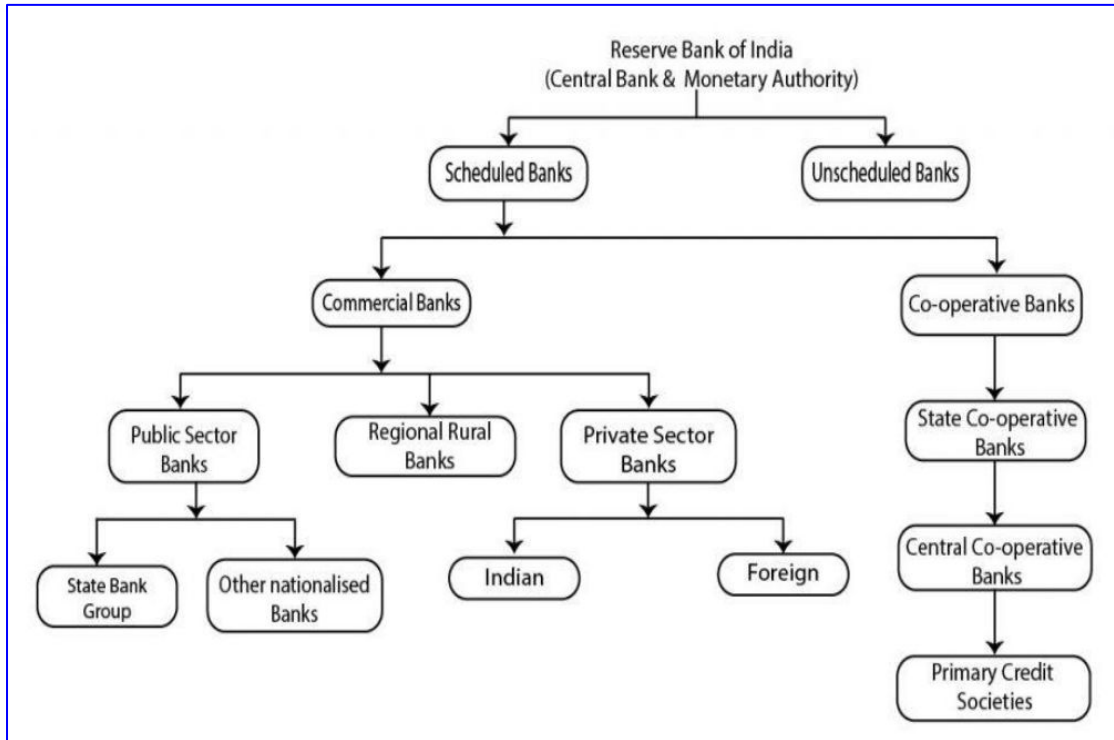 Reserve Bank of India
(Central Bank & Monetary Authority)
Scheduled Banks
Unscheduled Banks
Commercial Banks
Co-operative Banks
Public Sector
Banks
Regional Rural
Banks
Private Sector
Banks
State Co-operative
Banks
State Bank
Group
Other nationalised
Banks
Indian
Foreign
Central Co-operative
Banks
Primary Credit
Societies